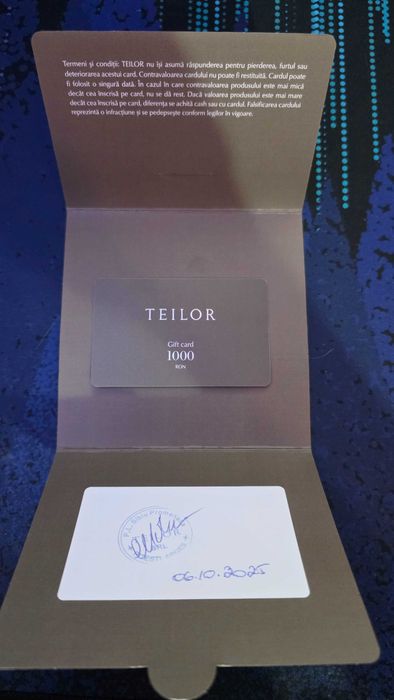 Termeni și condiții: TEILOR nu își asumă răspunderea pentru pierderea, furtul sau
deteriorarea acestui card. Contravaloarea cardului nu poate fi restituită. Cardul poate
fi folosit o singură dată. În cazul în care contravaloarea produsului este mai mică
decât cea înscrisă pe card, nu se dă rest. Dacă valoarea produsului este mai mare
decât cea înscrisă pe card, diferența se achită cash sau cu cardul. Falsificarea cardului
reprezintă o infracțiune și se pedepsește conform legilor în vigoare.
TEILOR
Gift card
1000
RON
06.10.2025